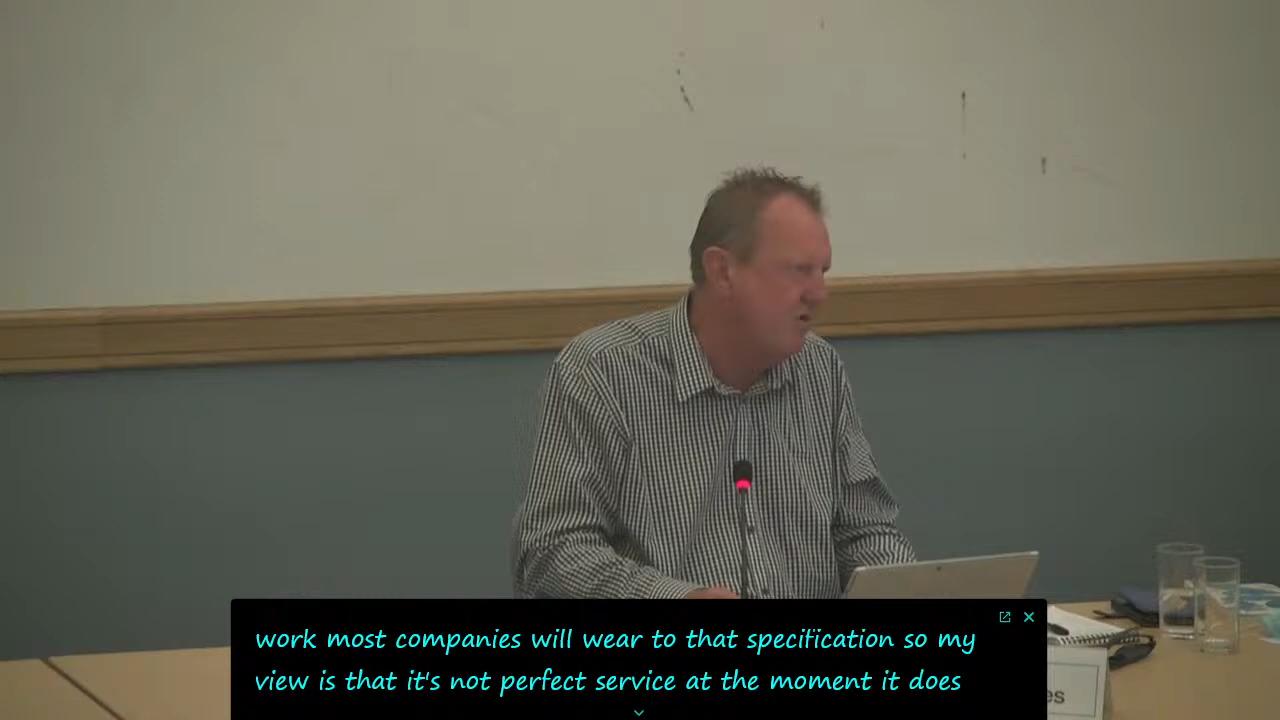 work most companies will wear to that specification so my
view is that it's not perfect service at the moment it does
es